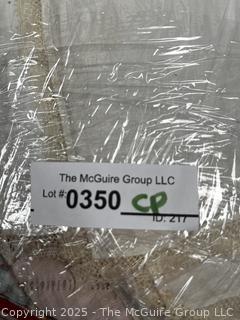 The McGuire Group LLC
Lot #:0350 CP
ID: 217
Copyright 2025 - The McGuire Group LLC